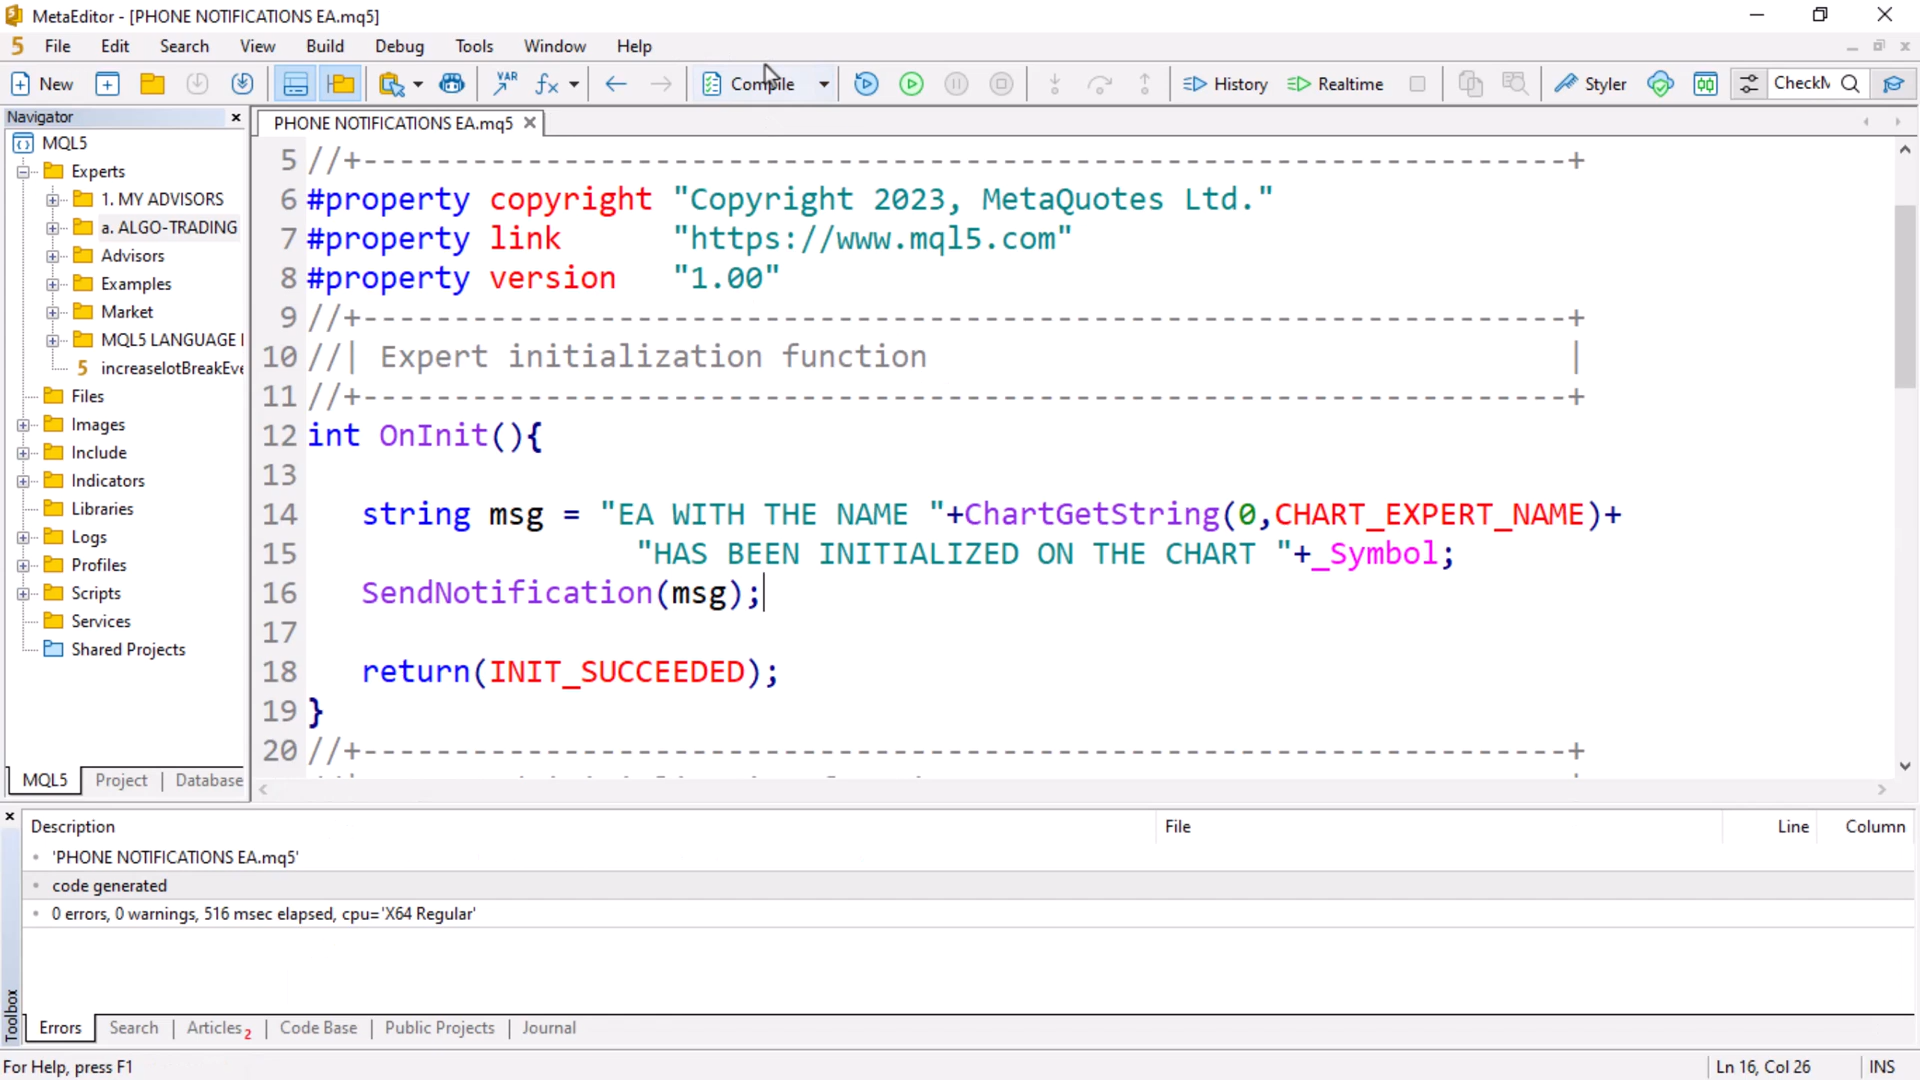 MetaEditor - [PHONE NOTIFICATIONS EA.mq5]
File Edit Search View Build Debug Tools Window Help
New VAR fx Compile History Realtime Styler CheckM
Navigator
PHONE NOTIFICATIONS EA.mq5
MQL5
Experts
1. MY ADVISORS
a. ALGO-TRADING
Advisors
Examples
Market
MQL5 LANGUAGE
increaselotBreakEve
Files
Images
Include
Indicators
Libraries
Logs
Profiles
Scripts
Services
Shared Projects
MQL5 Project Database
5 //+------------------------------------------------------------------+
6 #property copyright "Copyright 2023, MetaQuotes Ltd."
7 #property link      "https://www.mql5.com"
8 #property version   "1.00"
9 //+------------------------------------------------------------------+
10 //| Expert initialization function                                   |
11 //+------------------------------------------------------------------+
12 int OnInit(){
13
14    string msg = "EA WITH THE NAME "+ChartGetString(0,CHART_EXPERT_NAME)+
15                   "HAS BEEN INITIALIZED ON THE CHART "+_Symbol;
16    SendNotification(msg);
17
18    return(INIT_SUCCEEDED);
19 }
20 //+------------------------------------------------------------------+
Description File Line Column
'PHONE NOTIFICATIONS EA.mq5'
code generated
0 errors, 0 warnings, 516 msec elapsed, cpu='X64 Regular'
Toolbox
Errors Search Articles 2 Code Base Public Projects Journal
For Help, press F1 Ln 16, Col 26 INS